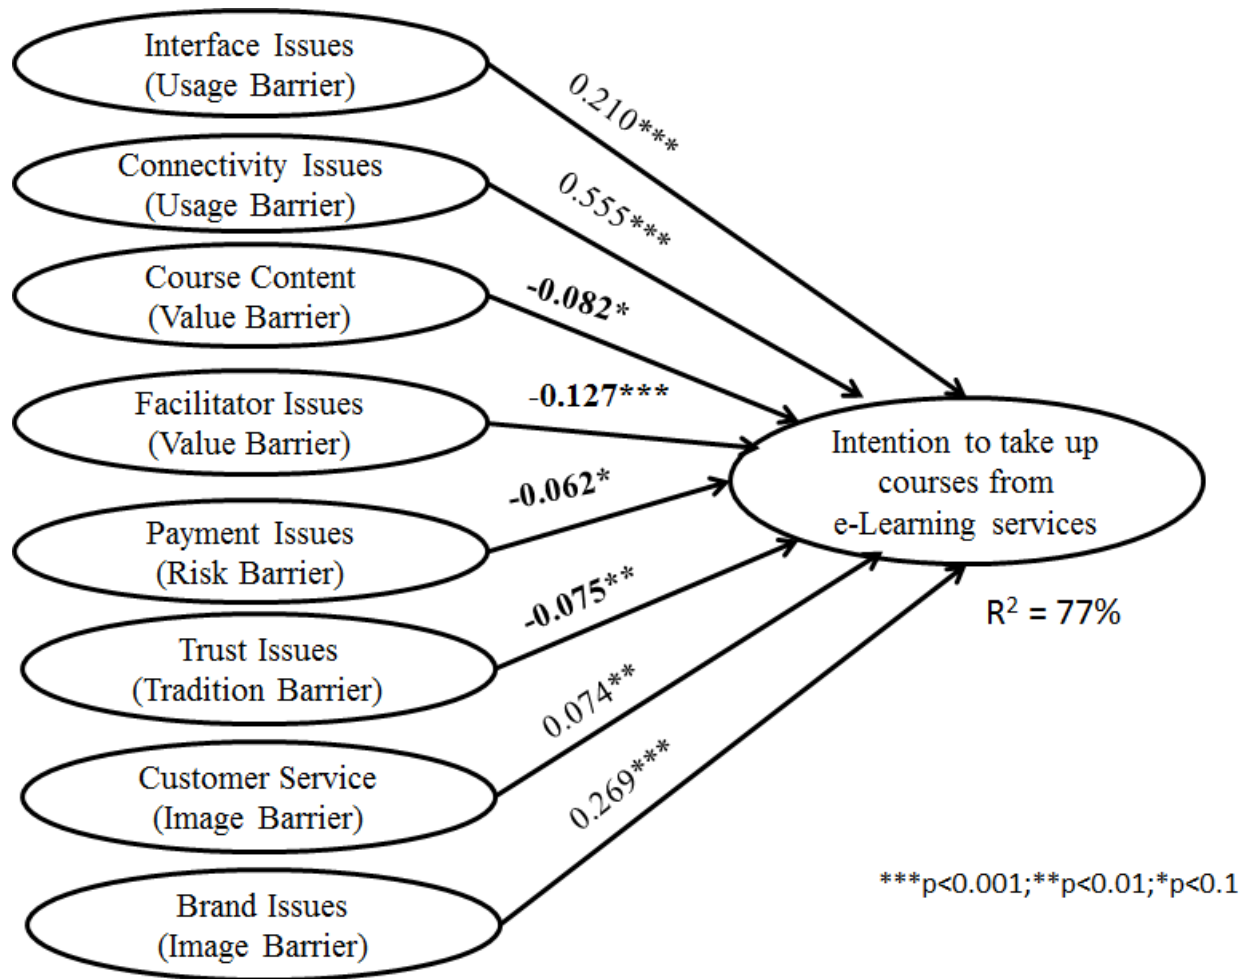 Interface Issues
(Usage Barrier)
0.210***
Connectivity Issues
(Usage Barrier)
0.555***
Course Content
(Value Barrier)
-0.082*
Facilitator Issues
(Value Barrier)
-0.127***
Payment Issues
(Risk Barrier)
-0.062*
Trust Issues
(Tradition Barrier)
-0.075**
Customer Service
(Image Barrier)
0.074**
Brand Issues
(Image Barrier)
0.269***
Intention to take up
courses from
e-Learning services
R² = 77%
***p<0.001;**p<0.01;*p<0.1